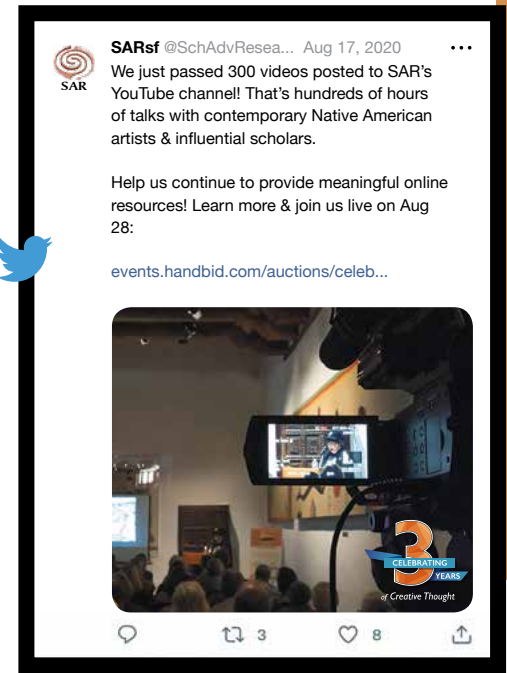 SARsf @SchAdvResea... Aug 17, 2020
SAR
We just passed 300 videos posted to SAR's
YouTube channel! That's hundreds of hours
of talks with contemporary Native American
artists & influential scholars.
Help us continue to provide meaningful online
resources! Learn more & join us live on Aug
28:
events.handbid.com/auctions/celeb...
3
CELEBRATING
YEARS
of Creative Thought
3
8